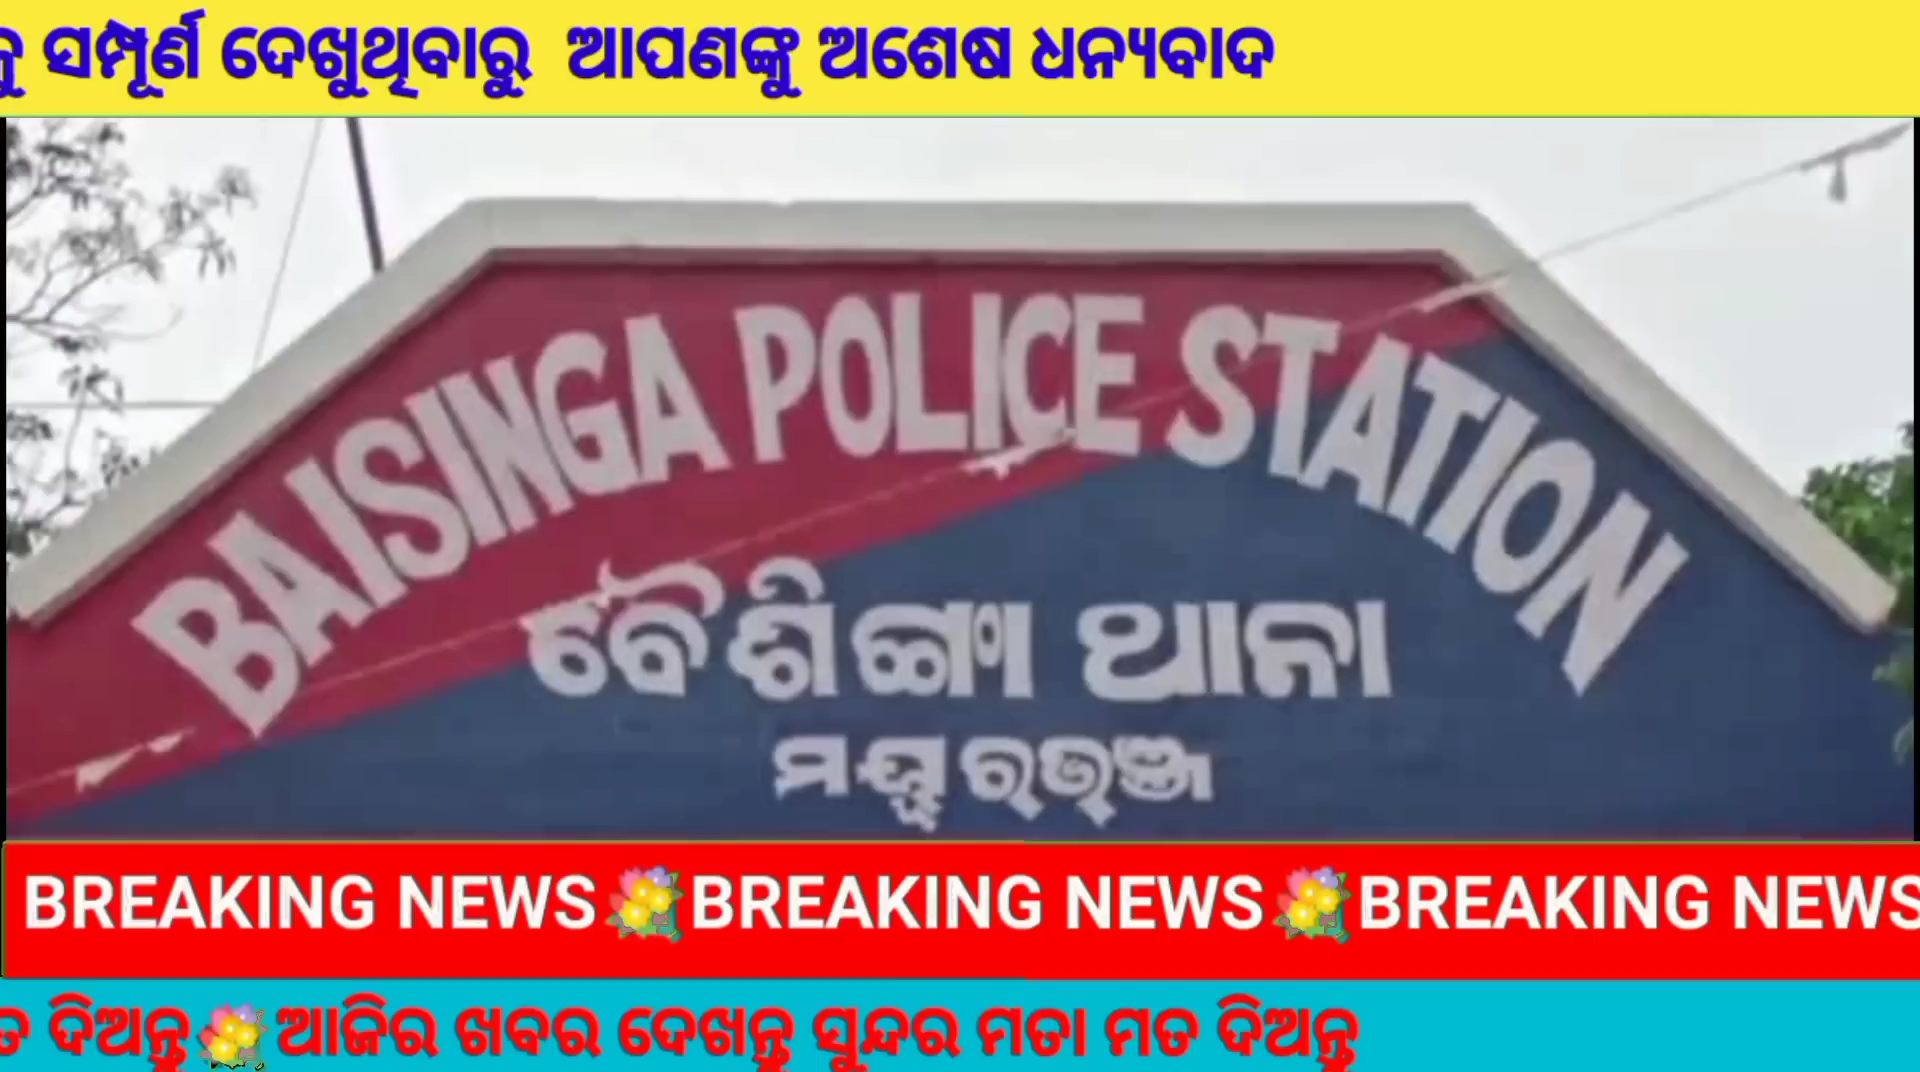 ସମ୍ପୂର୍ଣ ଦେଖୁଥିବାରୁ ଆପଣଙ୍କୁ ଅଶେଷ ଧନ୍ୟବାଦ
BAISINGA POLICE STATION
ବୈଶିଙ୍ଗା ଥାନା
ମୟୁରଭଞ୍ଜ
BREAKING NEWS💐BREAKING NEWS💐BREAKING NEWS
ଦିଅନ୍ତୁ💐ଆଜିର ଖବର ଦେଖନ୍ତୁ ସୁନ୍ଦର ମତା ମତ ଦିଅନ୍ତୁ